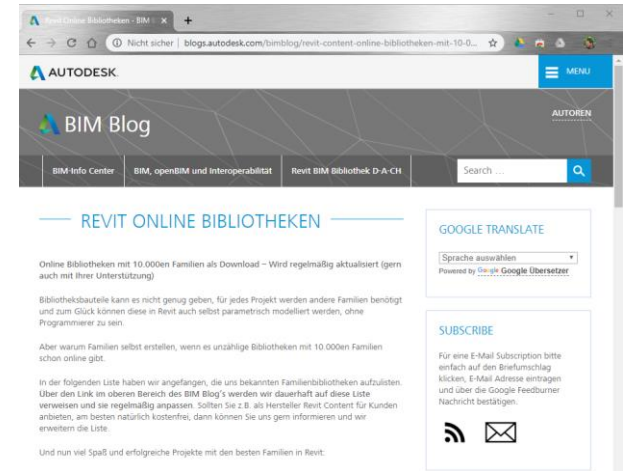 Revit Online Bibliotheken - BIM
Nicht sicher | blogs.autodesk.com/bimblog/revit-content-online-bibliotheken-mit-10-0...
AUTODESK.
MENU
BIM Blog
AUTOREN
BIM-Info Center
BIM, openBIM und Interoperabilität
Revit BIM Bibliothek D-A-CH
Search ...
REVIT ONLINE BIBLIOTHEKEN
Online Bibliotheken mit 10.000en Familien als Download – Wird regelmäßig aktualisiert (gern
auch mit Ihrer Unterstützung)
Bibliotheksbauteile kann es nicht genug geben, für jedes Projekt werden andere Familien benötigt
und zum Glück können diese in Revit auch selbst parametrisch modelliert werden, ohne
Programmierer zu sein.
Aber warum Familien selbst erstellen, wenn es unzählige Bibliotheken mit 10.000en Familien
schon online gibt.
In der folgenden Liste haben wir angefangen, die uns bekannten Familienbibliotheken aufzulisten.
Über den Link im oberen Bereich des BIM Blog's werden wir dauerhaft auf diese Liste
verweisen und sie regelmäßig anpassen. Sollten Sie z.B. als Hersteller Revit Content für Kunden
anbieten, am besten natürlich kostenfrei, dann können Sie uns gern informieren und wir
erweitern die Liste.
Und nun viel Spaß und erfolgreiche Projekte mit den besten Familien in Revit:
GOOGLE TRANSLATE
Sprache auswählen
Powered by Google Google Übersetzer
SUBSCRIBE
Für eine E-Mail Subscription bitte
einfach auf den Briefumschlag
klicken, E-Mail Adresse eintragen
und über die Google Feedburner
Nachricht bestätigen.